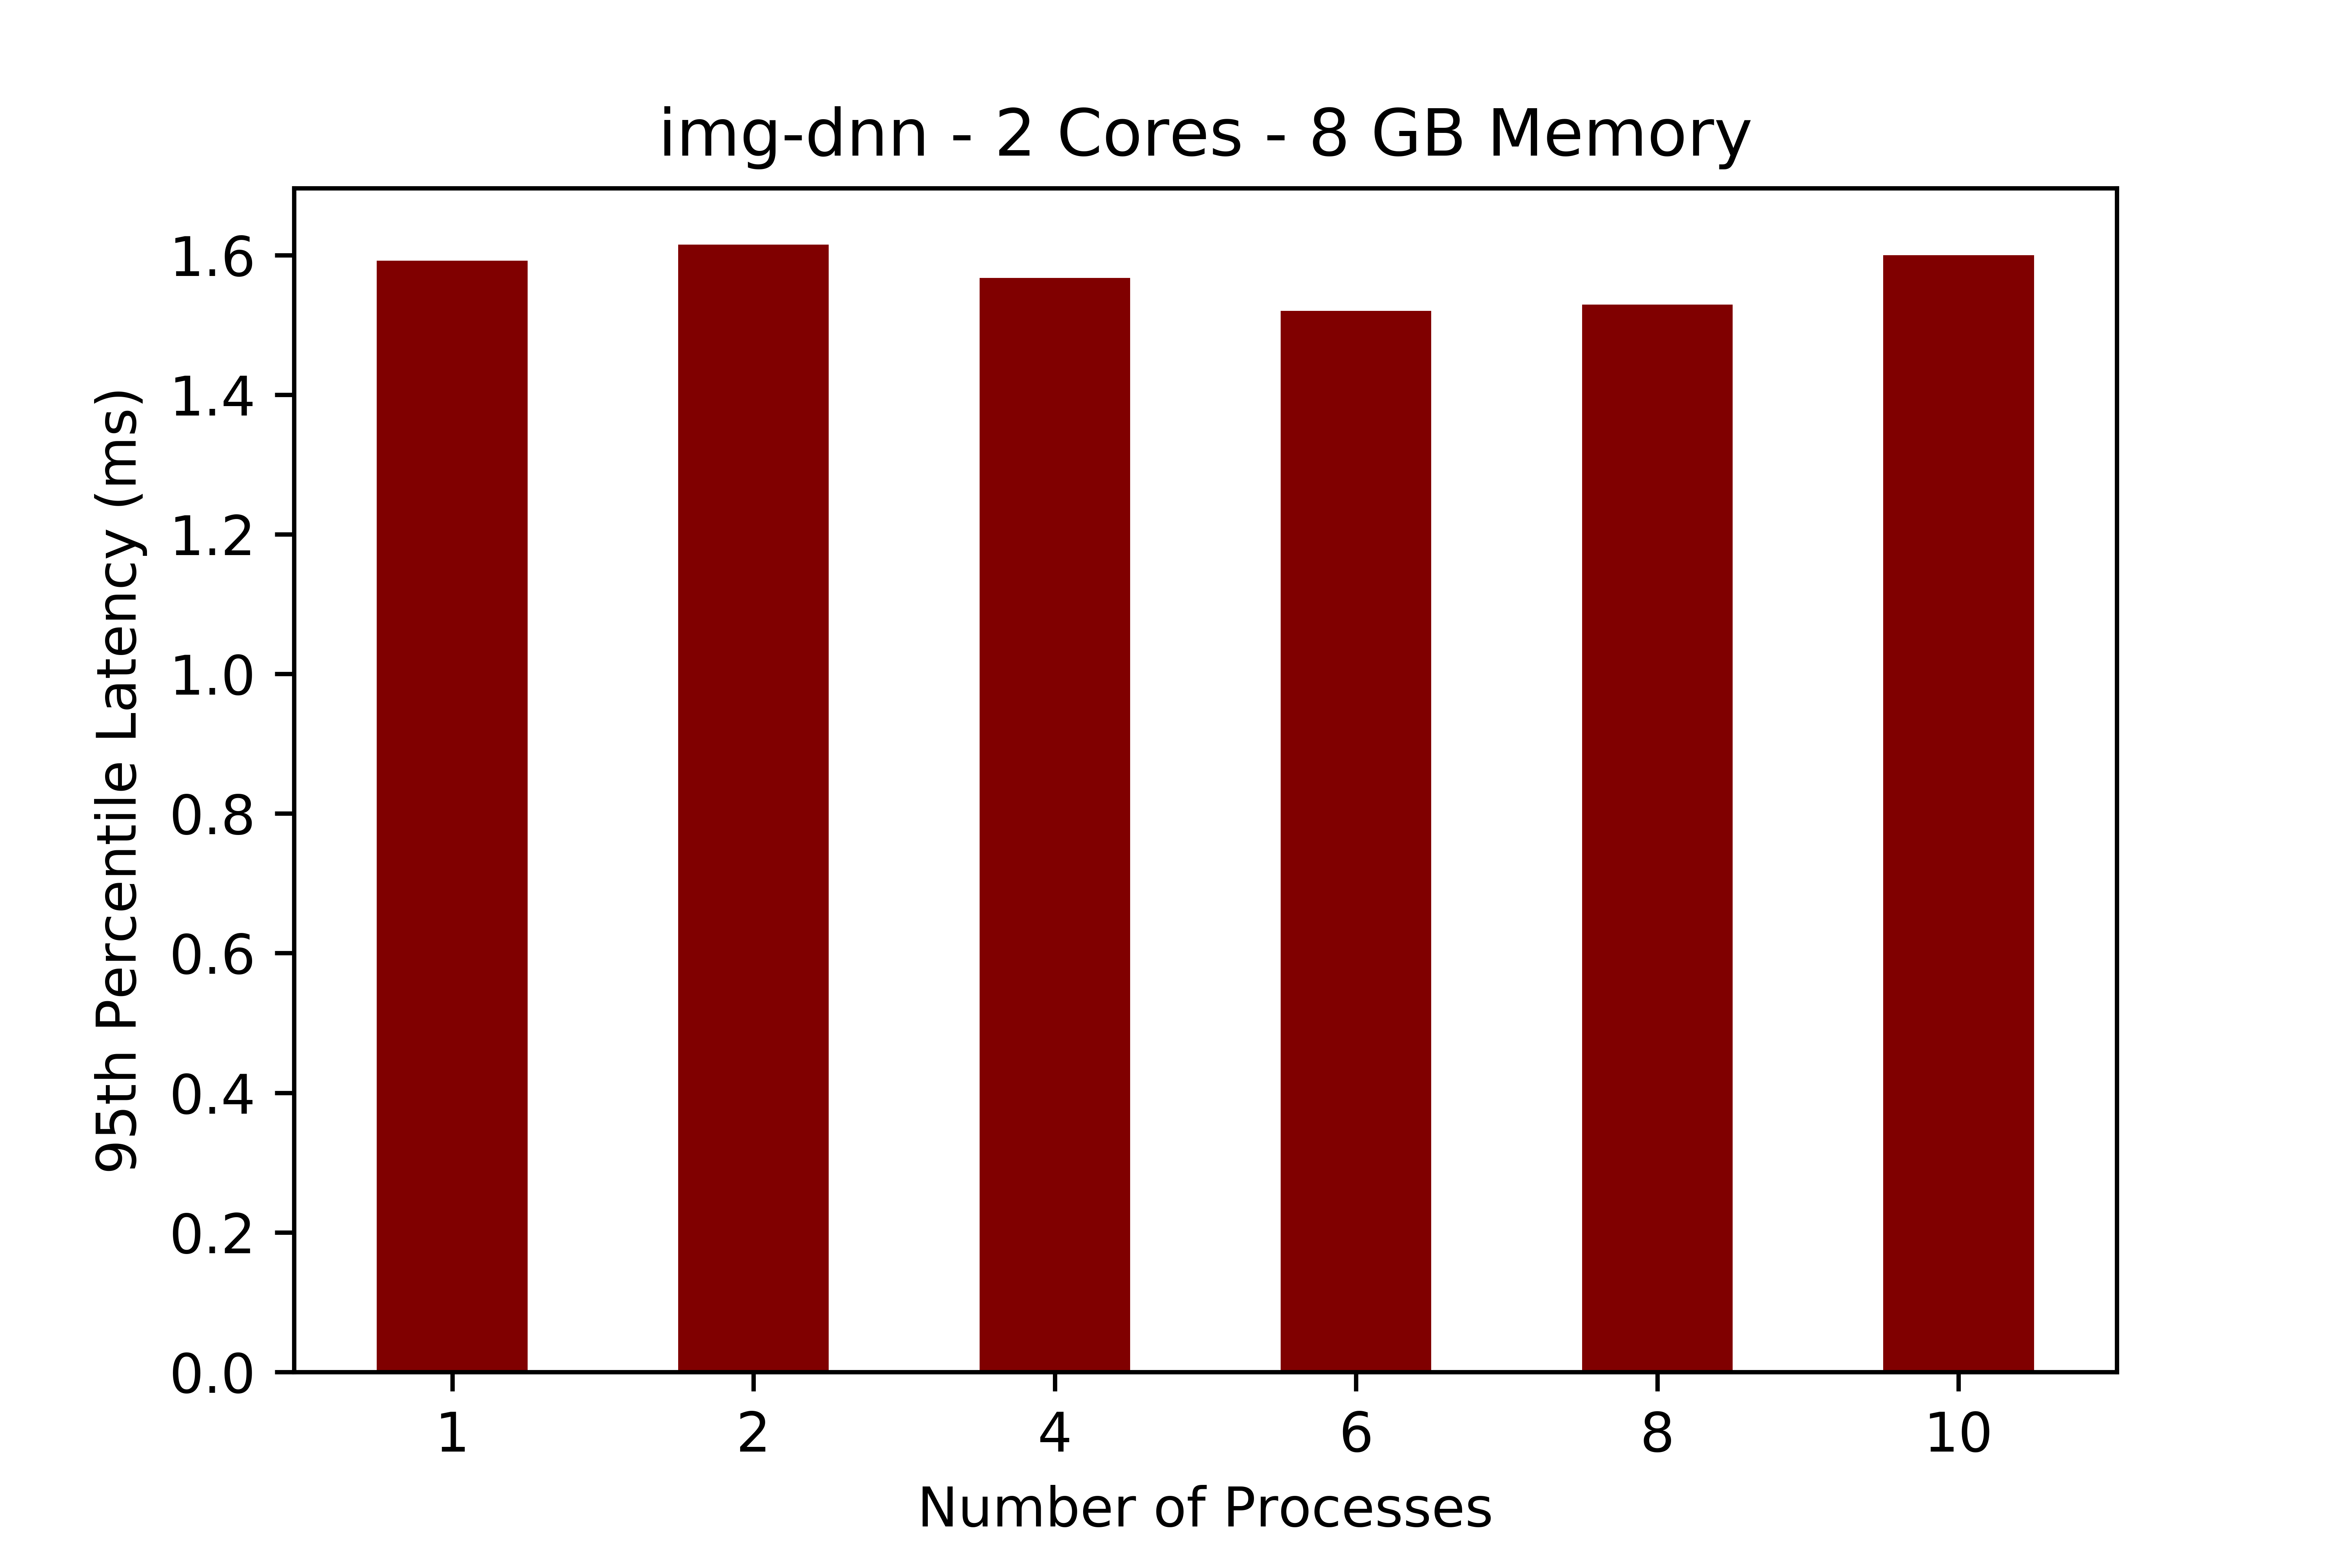 img-dnn - 2 Cores - 8 GB Memory
95th Percentile Latency (ms)
1.6
1.4
1.2
1.0
0.8
0.6
0.4
0.2
0.0
1 2 4 6 8 10
Number of Processes